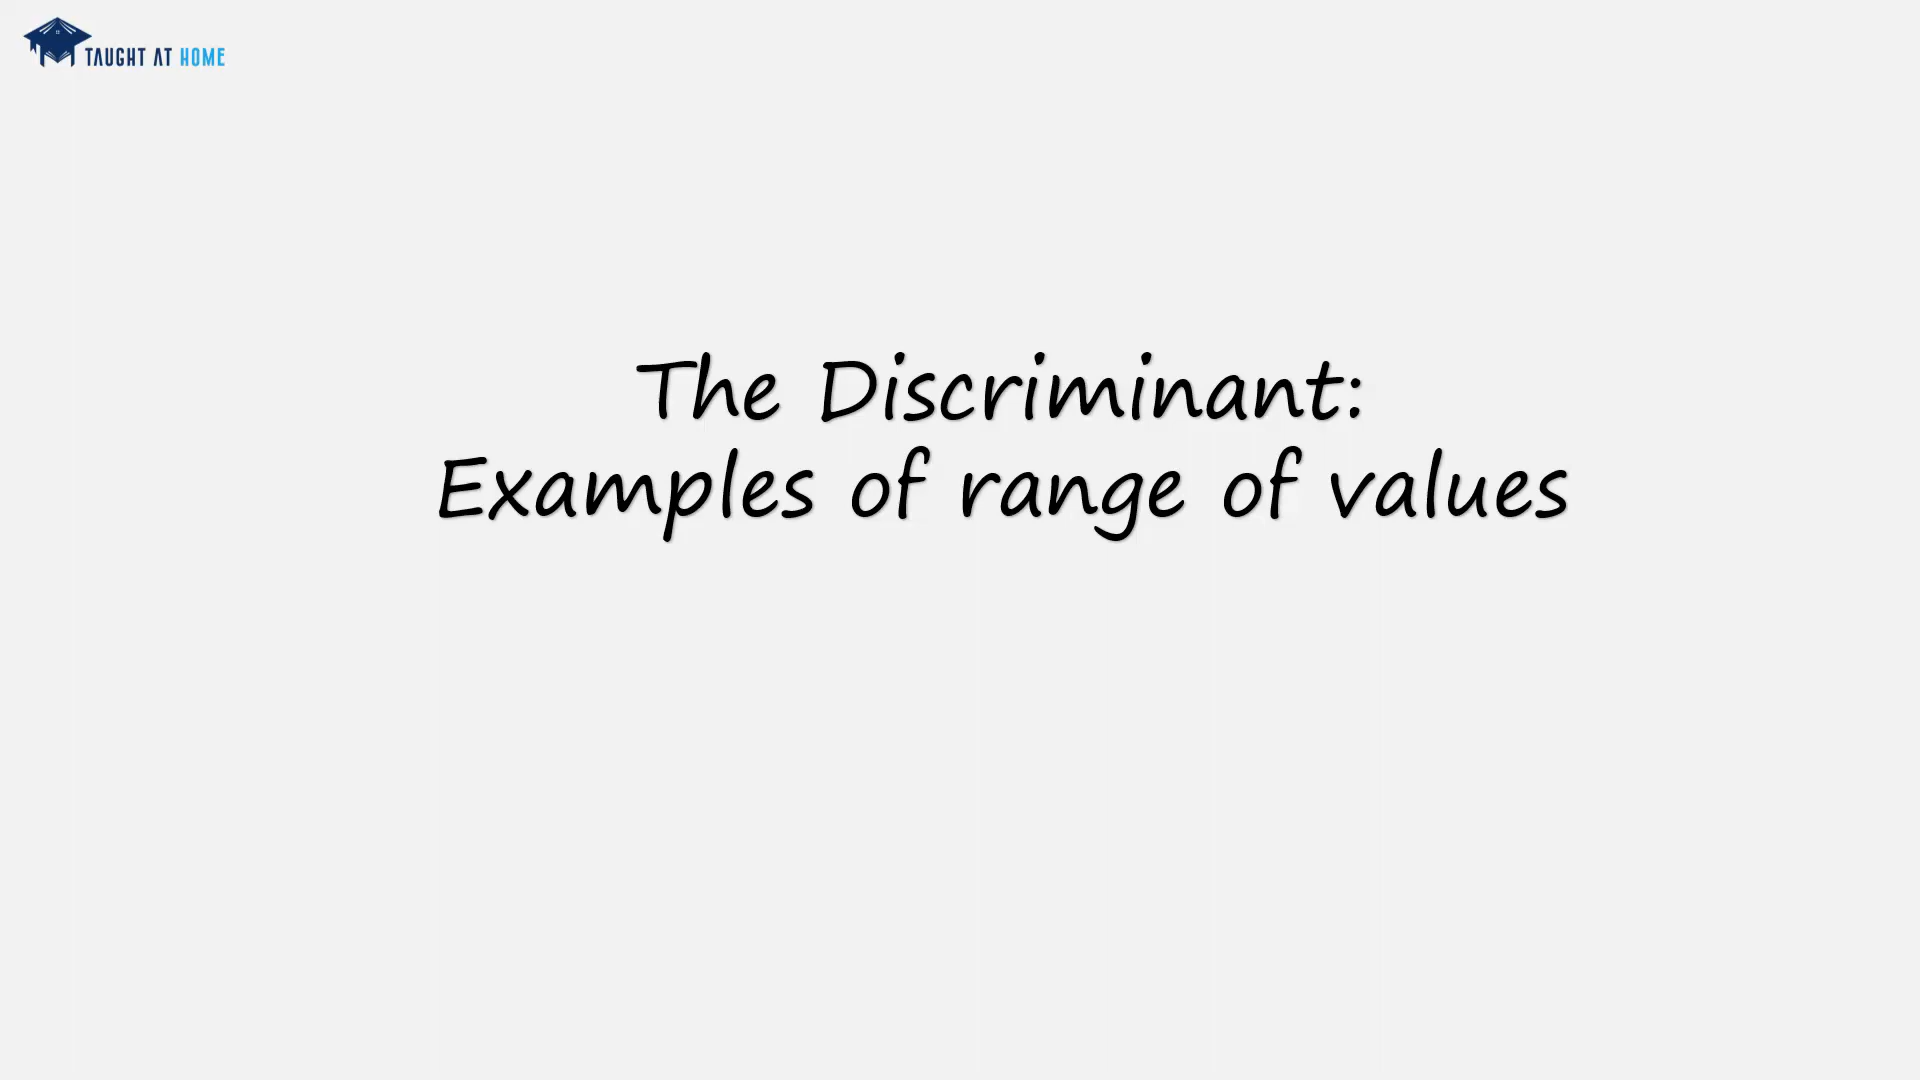 TAUGHT AT HOME
The Discriminant:
Examples of range of values